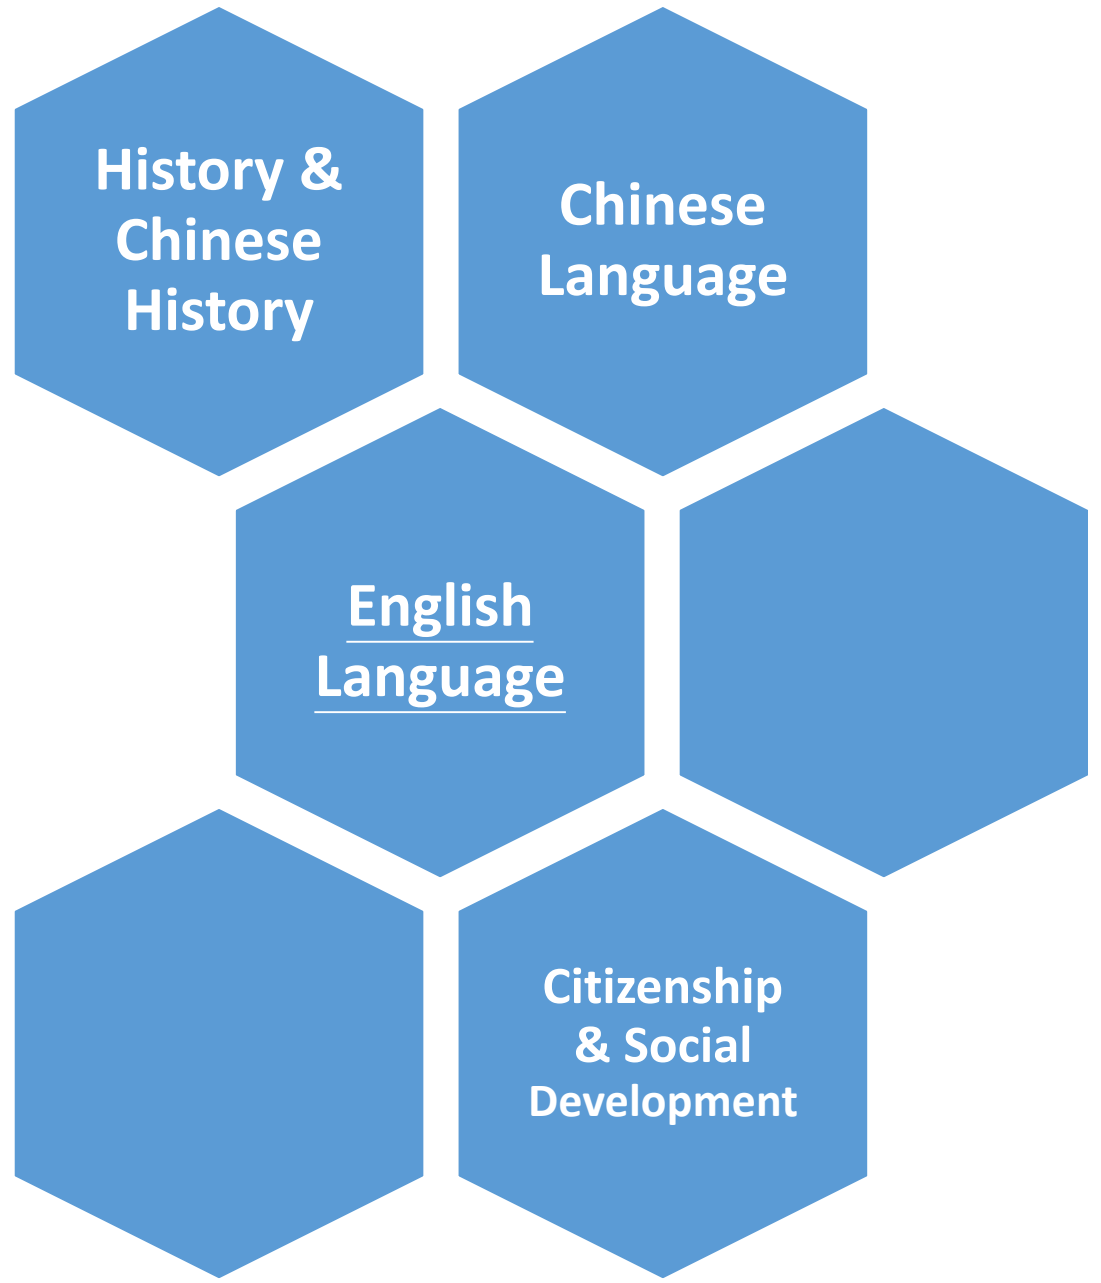 History &
Chinese
History
Chinese
Language
English
Language
Citizenship
& Social
Development